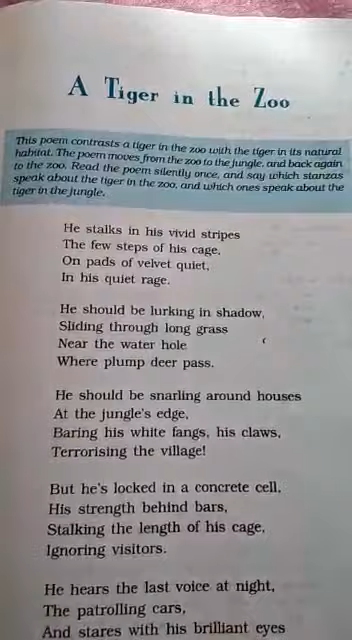 A Tiger in the Zoo
This poem contrasts a tiger in the zoo with the tiger in its natural
habitat. The poem moves from the zoo to the jungle, and back again
to the zoo. Read the poem silently once, and say which stanzas
speak about the tiger in the zoo, and which ones speak about the
tiger in the jungle.
He stalks in his vivid stripes
The few steps of his cage,
On pads of velvet quiet,
In his quiet rage.
He should be lurking in shadow,
Sliding through long grass
Near the water hole
Where plump deer pass.
He should be snarling around houses
At the jungle's edge,
Baring his white fangs, his claws,
Terrorising the village!
But he's locked in a concrete cell,
His strength behind bars,
Stalking the length of his cage,
Ignoring visitors.
He hears the last voice at night,
The patrolling cars,
And stares with his brilliant eyes